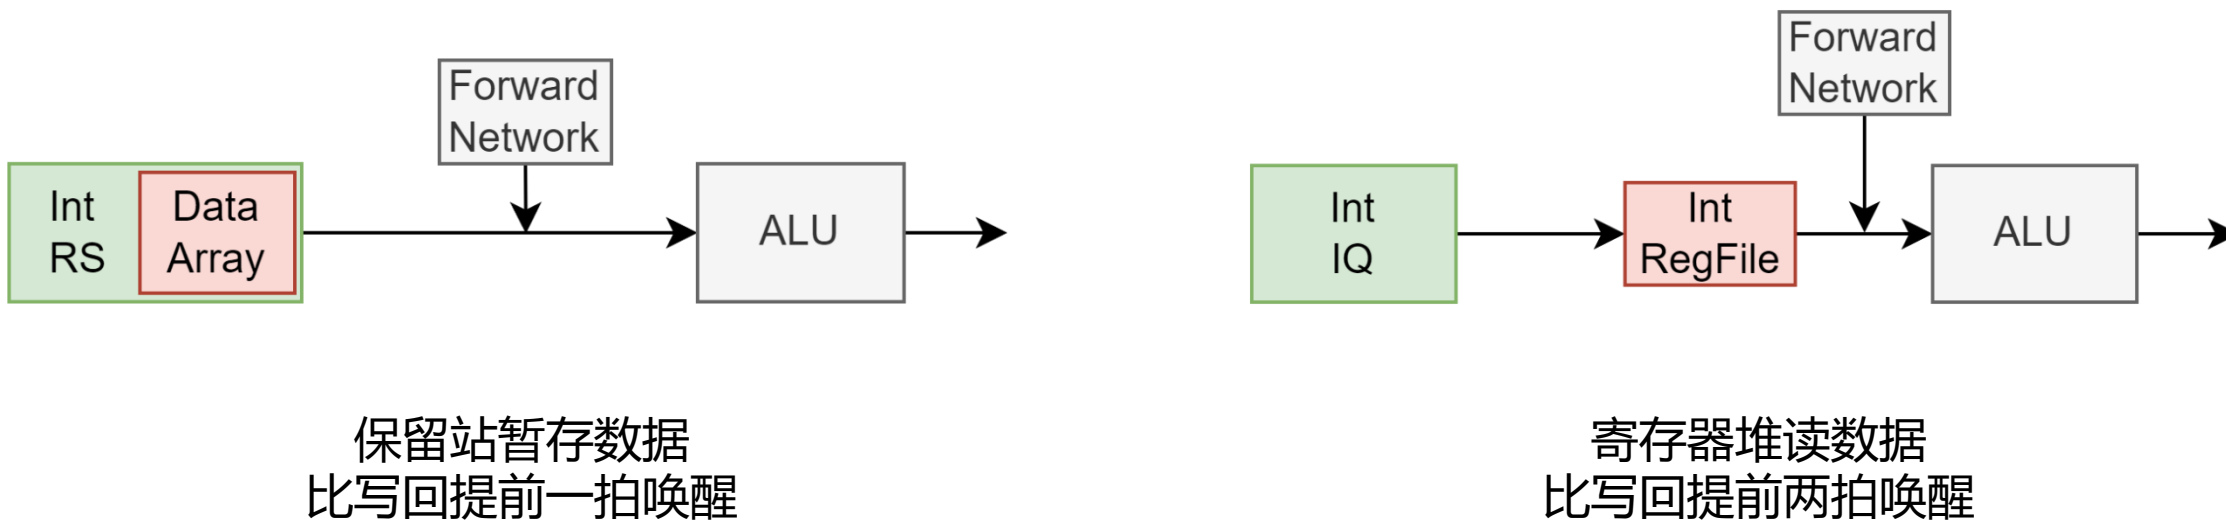 Forward
Network
Int
RS
Data
Array
ALU
保留站暂存数据
比写回提前一拍唤醒
Forward
Network
Int
IQ
Int
RegFile
ALU
寄存器堆读数据
比写回提前两拍唤醒